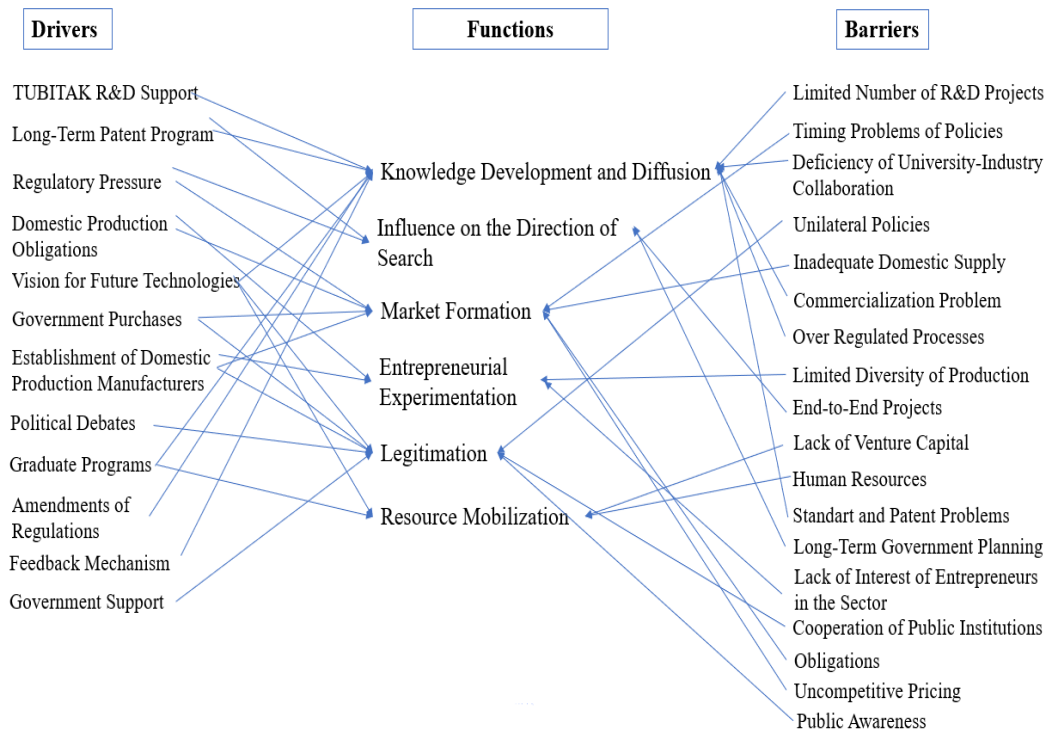 Drivers
Functions
Barriers
TUBITAK R&D Support
Long-Term Patent Program
Regulatory Pressure
Domestic Production
Obligations
Vision for Future Technologies
Government Purchases
Establishment of Domestic
Production Manufacturers
Political Debates
Graduate Programs
Amendments of
Regulations
Feedback Mechanism
Government Support
Knowledge Development and Diffusion
Influence on the Direction of
Search
Market Formation
Entrepreneurial
Experimentation
Legitimation
Resource Mobilization
Limited Number of R&D Projects
Timing Problems of Policies
Deficiency of University-Industry
Collaboration
Unilateral Policies
Inadequate Domestic Supply
Commercialization Problem
Over Regulated Processes
Limited Diversity of Production
End-to-End Projects
Lack of Venture Capital
Human Resources
Standart and Patent Problems
Long-Term Government Planning
Lack of Interest of Entrepreneurs
in the Sector
Cooperation of Public Institutions
Obligations
Uncompetitive Pricing
Public Awareness